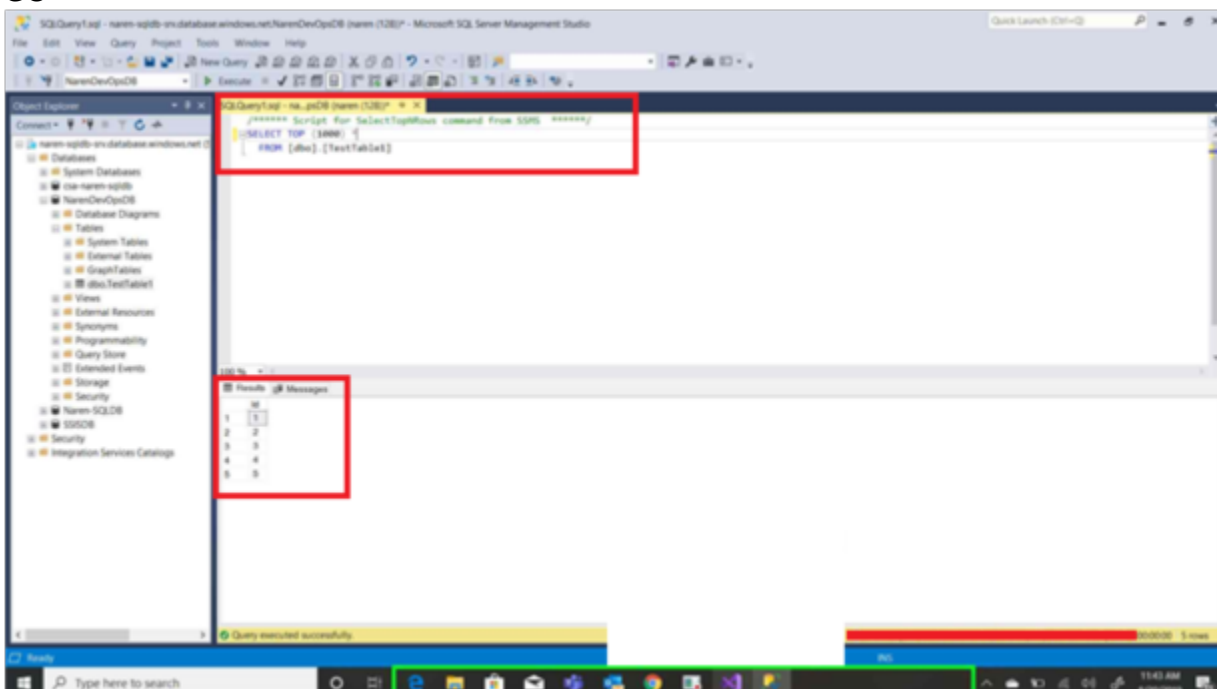 SQLQuery1.sql - naren-sqldb-srv.database.windows.net.NarenDevOpsDB (naren (128))* - Microsoft SQL Server Management Studio
Quick Launch (Ctrl+Q)
File Edit View Query Project Tools Window Help
New Query
NarenDevOpsDB Execute
Object Explorer
SQLQuery1.sql - na...psDB (naren (128))*
Connect
/****** Script for SelectTopNRows command from SSMS ******/
SELECT TOP (1000) *
FROM [dbo].[TestTable1]
naren-sqldb-srv.database.windows.net (
Databases
System Databases
csa-naren-sqldb
NarenDevOpsDB
Database Diagrams
Tables
System Tables
External Tables
GraphTables
dbo.TestTable1
Views
External Resources
Synonyms
Programmability
Query Store
Extended Events
Storage
Security
Naren-SQLDB
SSISDB
Security
Integration Services Catalogs
100 %
Results Messages
id
1 1
2 2
3 3
4 4
5 5
Query executed successfully.
00:00:00 5 rows
Ready
INS
Type here to search
11:43 AM